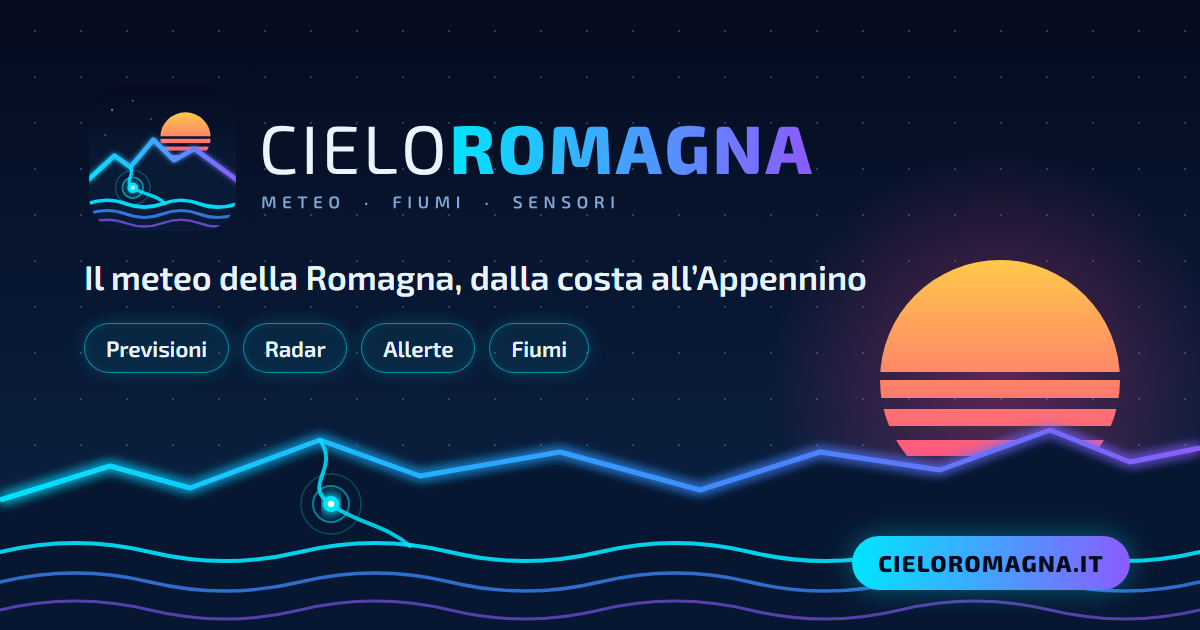 CIELOROMAGNA
METEO · FIUMI · SENSORI
Il meteo della Romagna, dalla costa all’Appennino
Previsioni Radar Allerte Fiumi
CIELOROMAGNA.IT